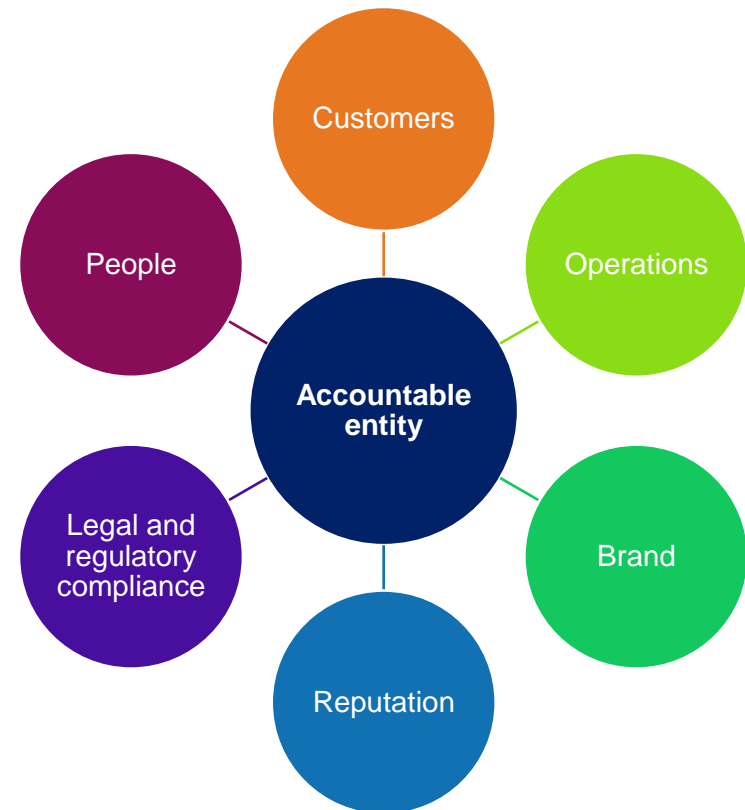 Customers
People
Operations
Accountable
entity
Legal and
regulatory
compliance
Brand
Reputation